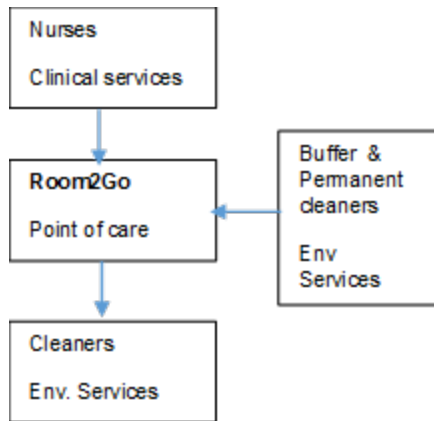 Nurses
Clinical services
Room2Go
Point of care
Buffer &
Permanent
cleaners
Env
Services
Cleaners
Env. Services